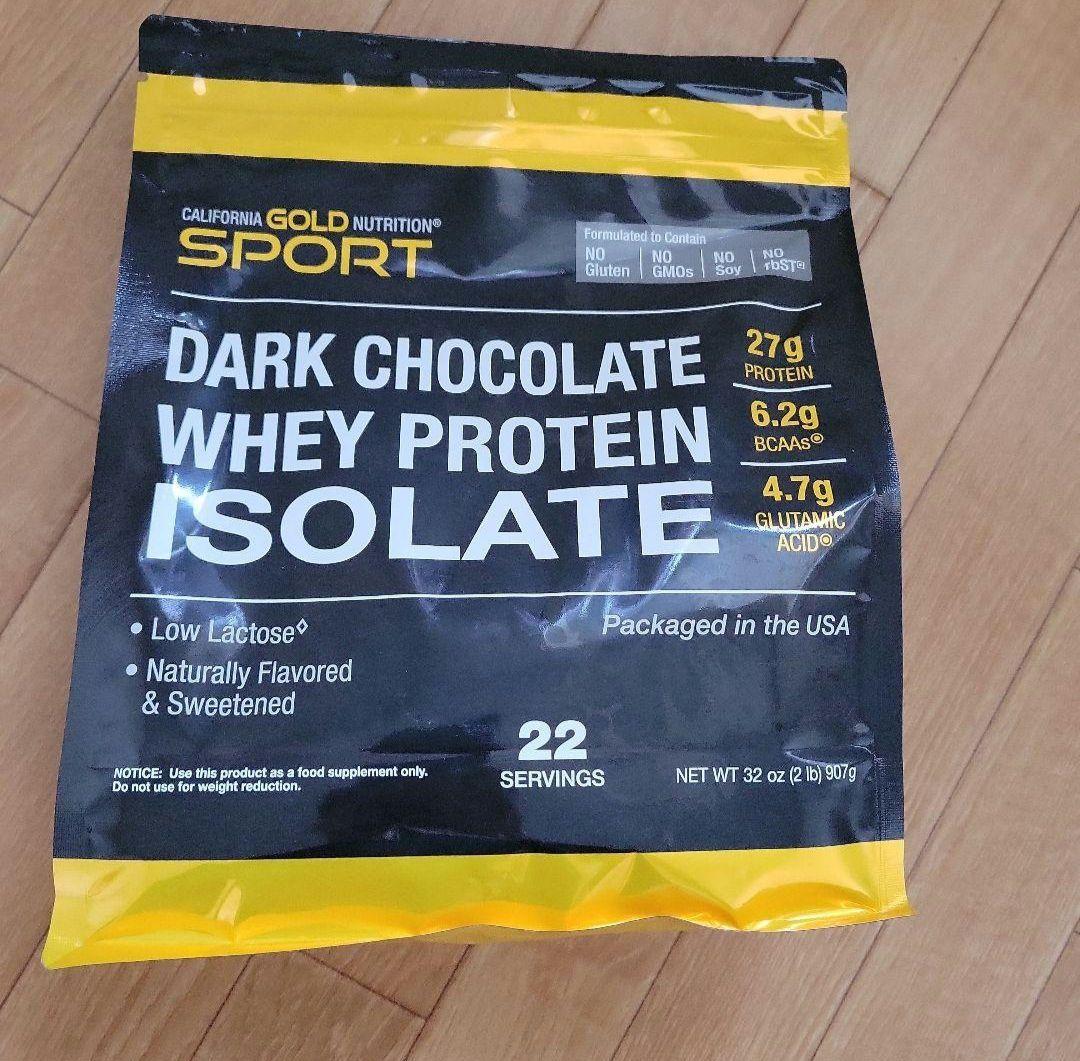 CALIFORNIA GOLD NUTRITION®
SPORT
Formulated to Contain
NO Gluten | NO GMOs | NO Soy | NO rbST⊡
DARK CHOCOLATE
WHEY PROTEIN
ISOLATE
27g
PROTEIN
6.2g
BCAAs⊙
4.7g
GLUTAMIC
ACID⊙
• Low Lactose◊
• Naturally Flavored
& Sweetened
Packaged in the USA
22
SERVINGS
NOTICE: Use this product as a food supplement only.
Do not use for weight reduction.
NET WT 32 oz (2 lb) 907g